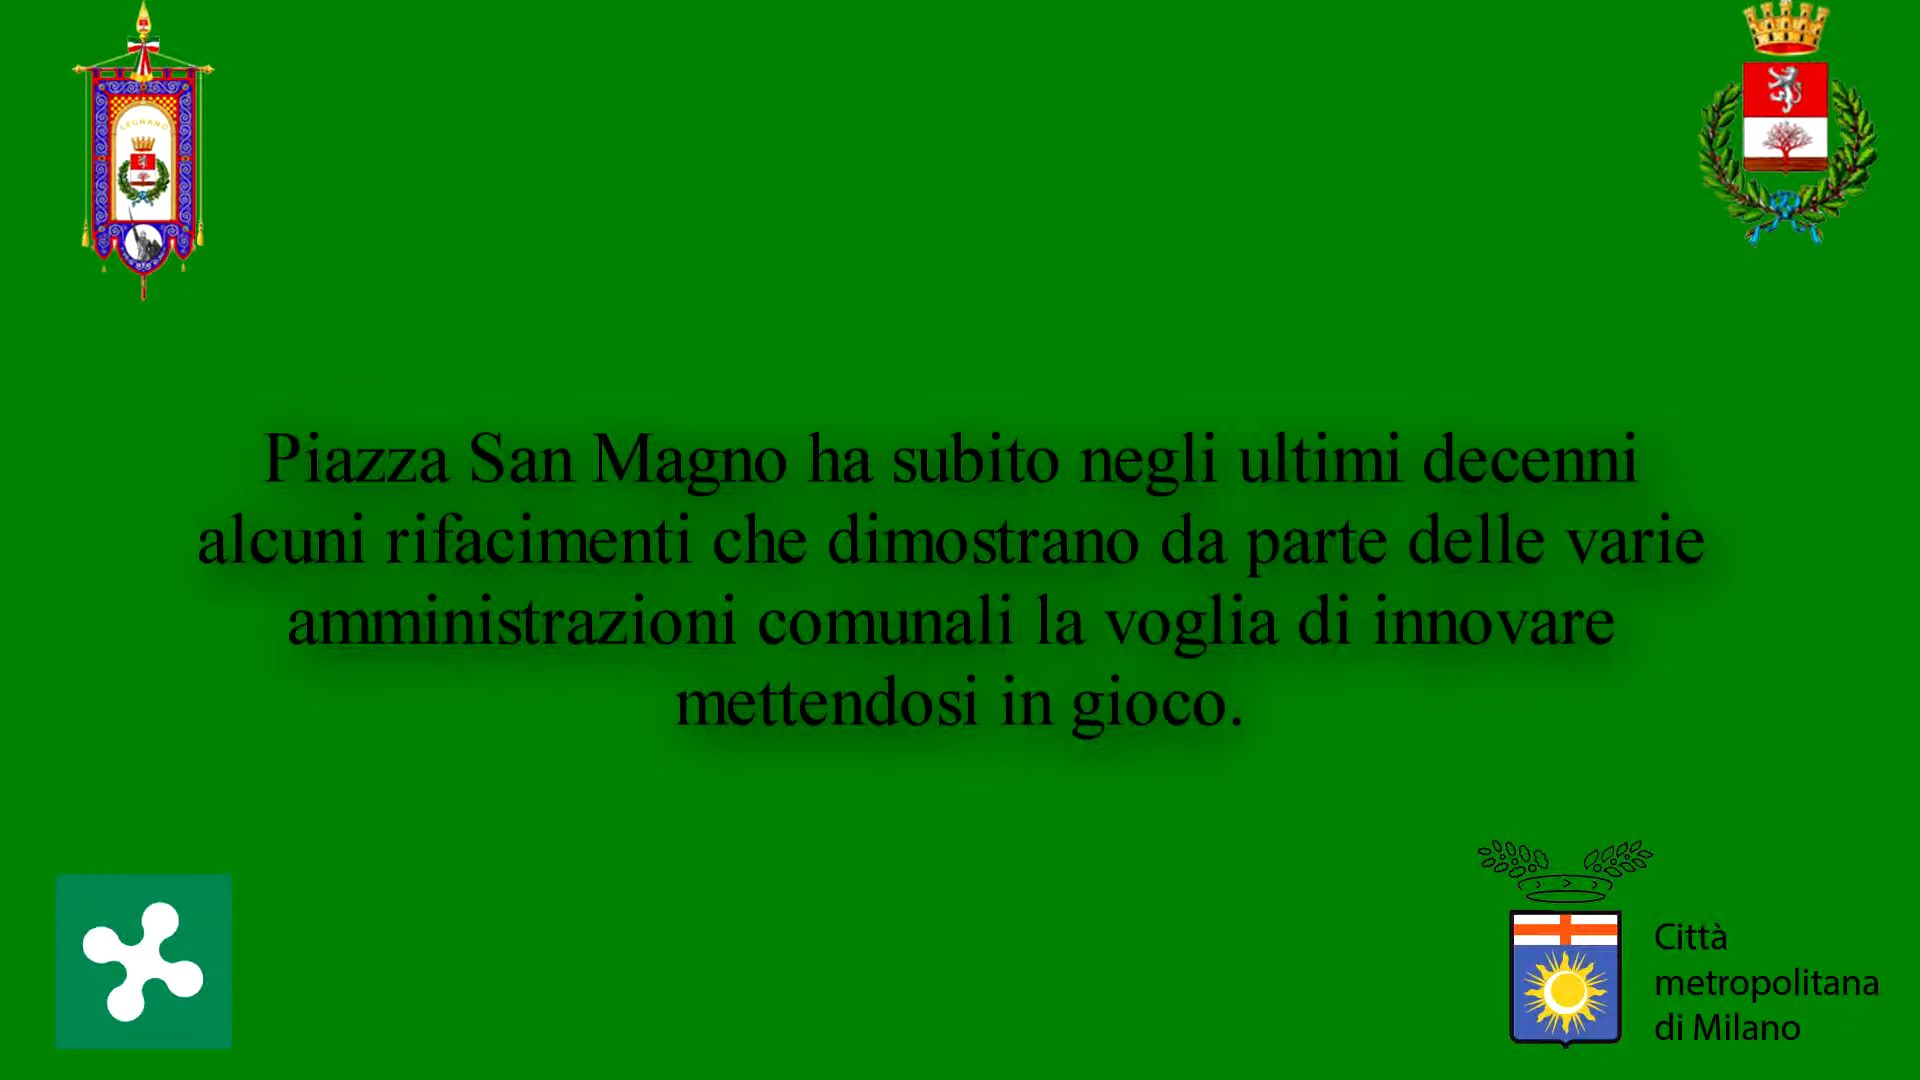 LEGNANO
Piazza San Magno ha subito negli ultimi decenni
alcuni rifacimenti che dimostrano da parte delle varie
amministrazioni comunali la voglia di innovare
mettendosi in gioco.
Città
metropolitana
di Milano